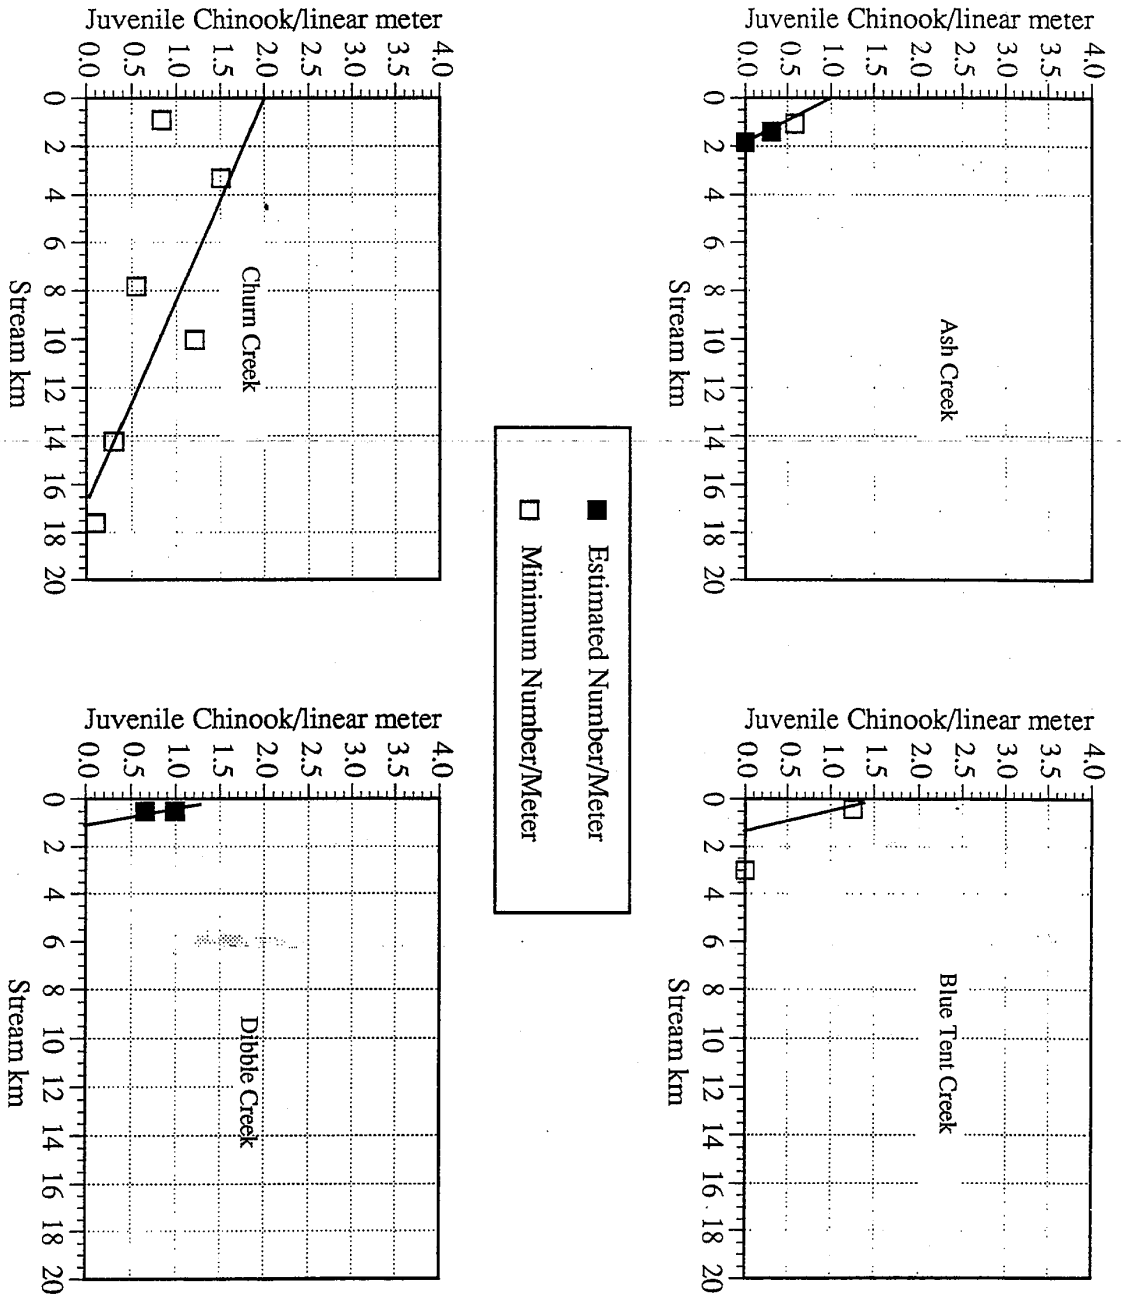 Juvenile Chinook/linear meter
4.0
3.5
3.0
2.5
2.0
1.5
1.0
0.5
0.0
Ash Creek
0 2 4 6 8 10 12 14 16 18 20
Stream km
Juvenile Chinook/linear meter
4.0
3.5
3.0
2.5
2.0
1.5
1.0
0.5
0.0
Blue Tent Creek
0 2 4 6 8 10 12 14 16 18 20
Stream km
Estimated Number/Meter
Minimum Number/Meter
Juvenile Chinook/linear meter
4.0
3.5
3.0
2.5
2.0
1.5
1.0
0.5
0.0
Churn Creek
0 2 4 6 8 10 12 14 16 18 20
Stream km
Juvenile Chinook/linear meter
4.0
3.5
3.0
2.5
2.0
1.5
1.0
0.5
0.0
Dibble Creek
0 2 4 6 8 10 12 14 16 18 20
Stream km